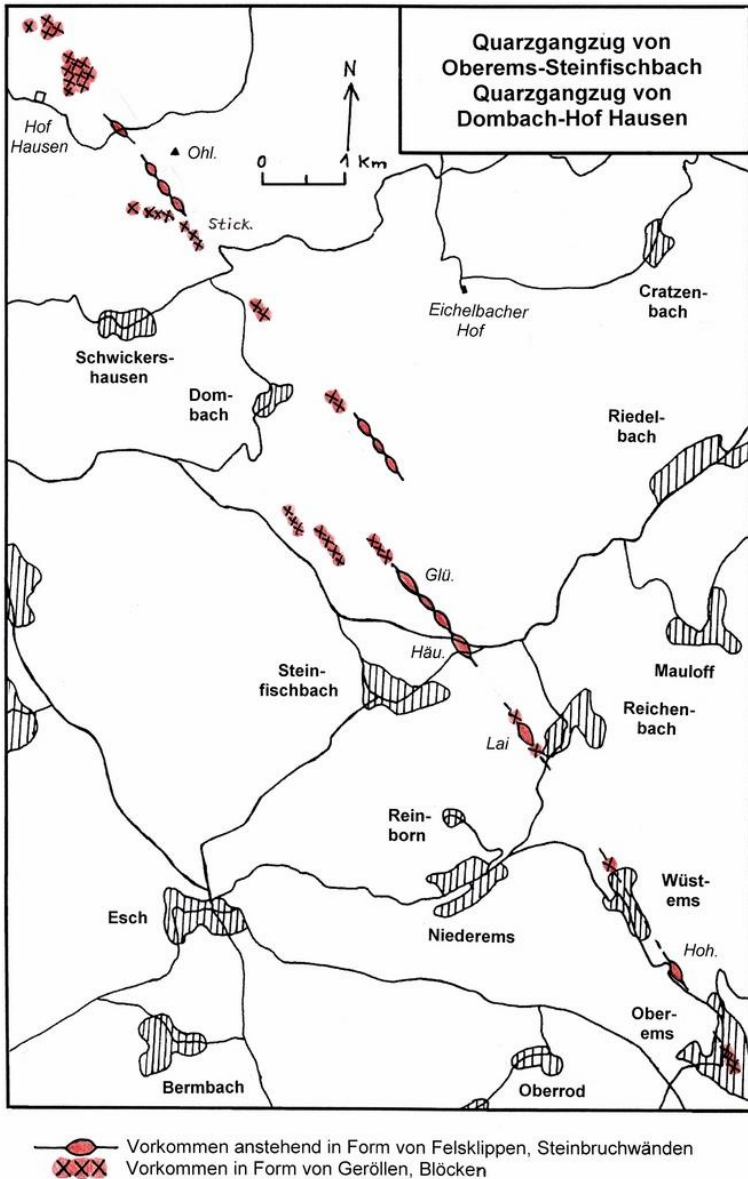 Quarzgangzug von
Oberems-Steinfischbach
Quarzgangzug von
Dombach-Hof Hausen
N
0 1 Km
Hof
Hausen
Ohl.
Stick.
Eichelbacher
Hof
Cratzen-
bach
Schwickers-
hausen
Dom-
bach
Riedel-
bach
Glü.
Häu.
Mauloff
Stein-
fischbach
Reichen-
bach
Lai
Rein-
born
Wüst-
ems
Esch
Niederems
Hoh.
Ober-
ems
Bermbach
Oberrod
Vorkommen anstehend in Form von Felsklippen, Steinbruchwänden
Vorkommen in Form von Geröllen, Blöcken